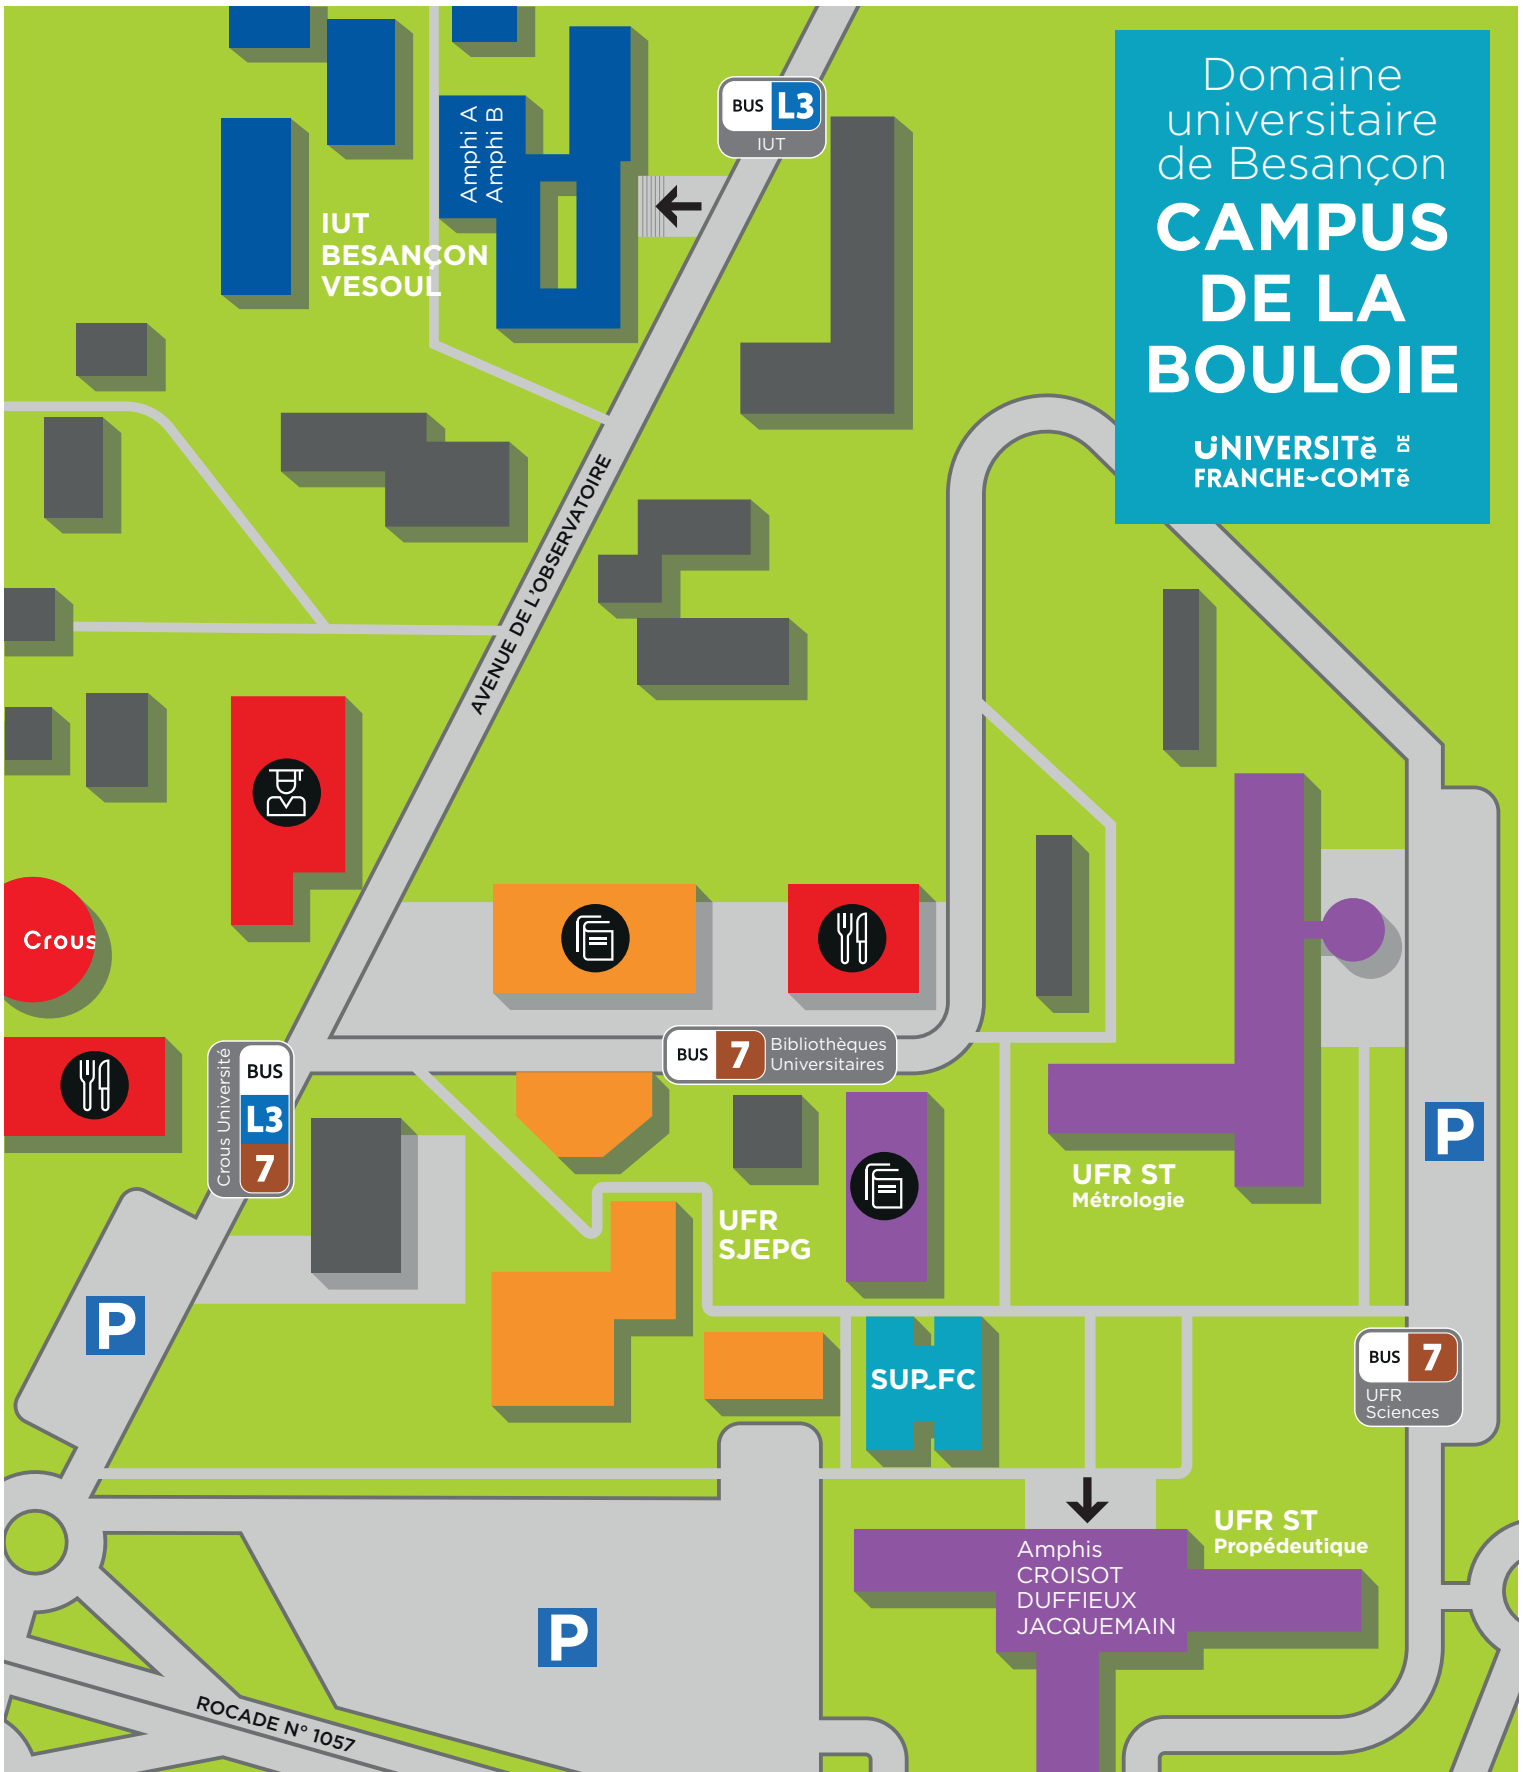 Domaine
universitaire
de Besançon
CAMPUS
DE LA
BOULOIE
UNIVERSITĕ DE
FRANCHE~COMTĕ
BUS L3
IUT
Amphi A
Amphi B
IUT
BESANÇON
VESOUL
AVENUE DE L'OBSERVATOIRE
Crous
Crous Université
BUS
L3
7
BUS 7 Bibliothèques
Universitaires
UFR ST
Métrologie
P
UFR
SJEPG
P
SUP-FC
BUS 7
UFR
Sciences
UFR ST
Propédeutique
Amphis
CROISOT
DUFFIEUX
JACQUEMAIN
P
ROCADE N° 1057